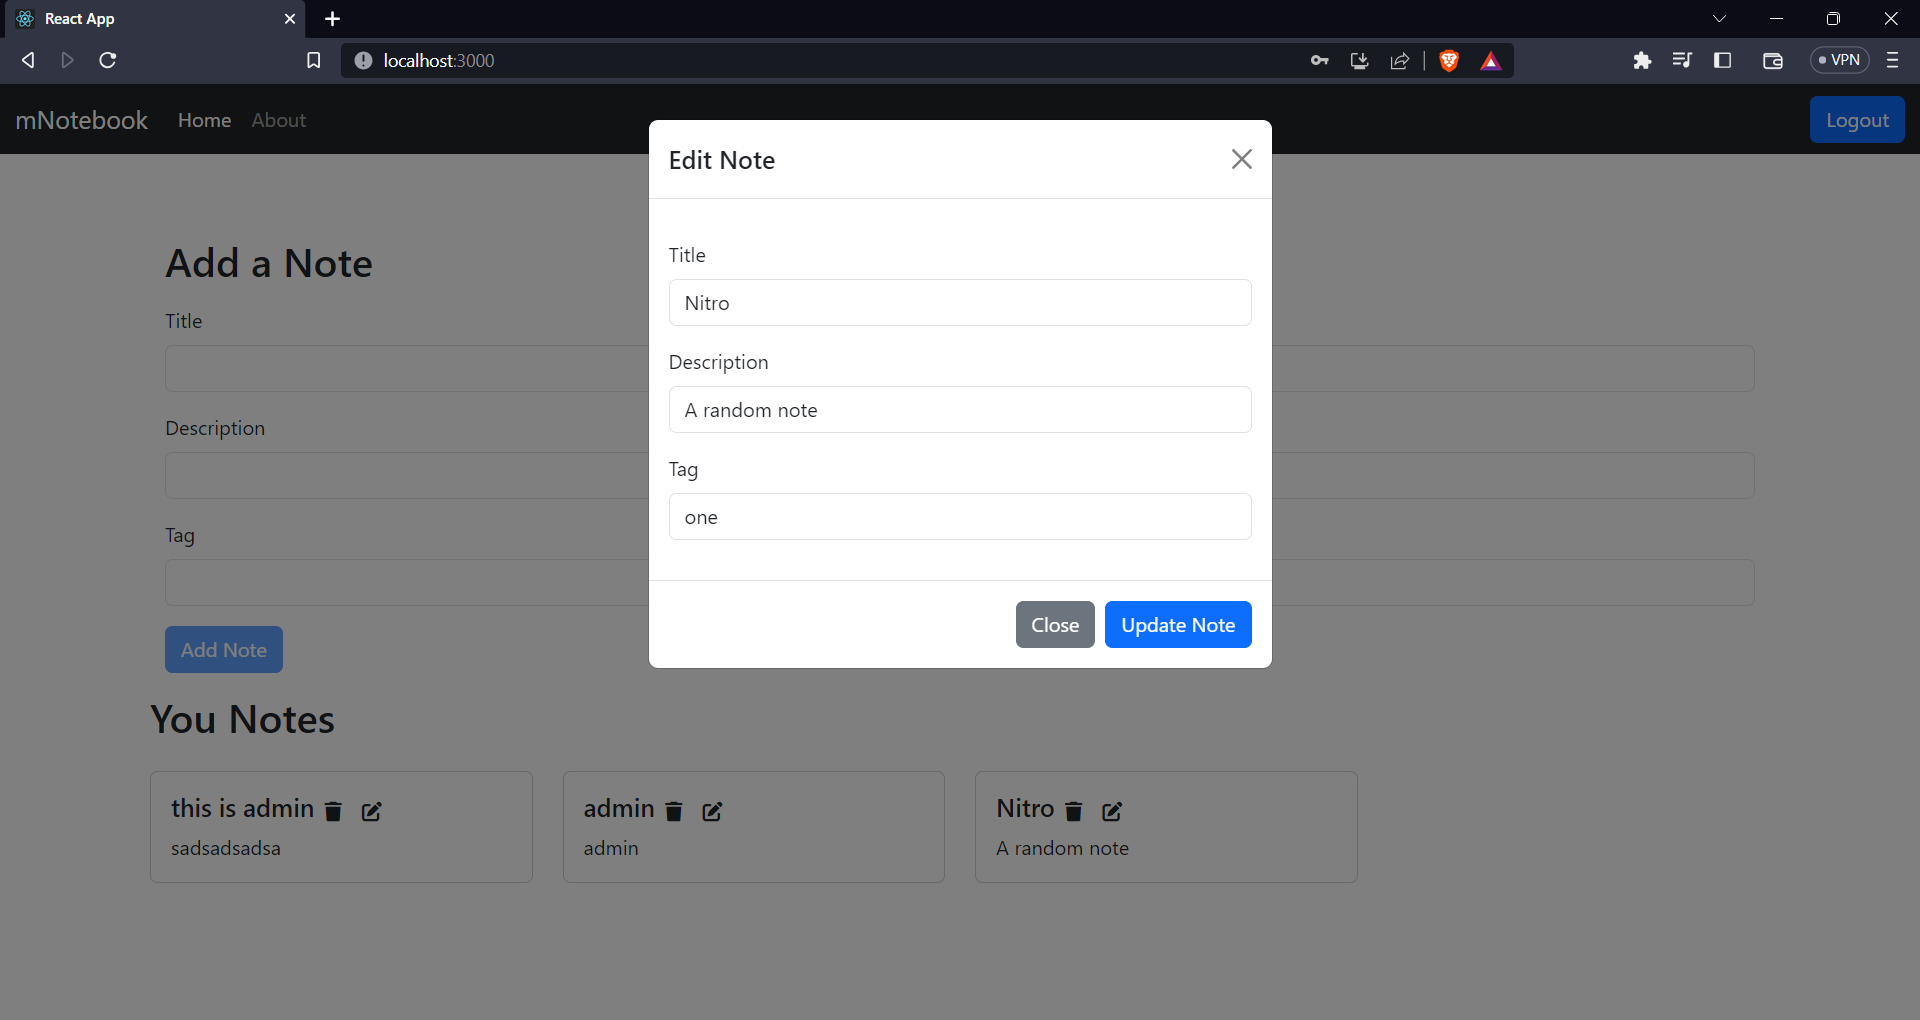 React App
localhost:3000
VPN
mNotebook Home About Logout
Edit Note
Title
Nitro
Description
A random note
Tag
one
Close Update Note
Add a Note
Title
Description
Tag
Add Note
You Notes
this is admin
sadsadsadsa
admin
admin
Nitro
A random note